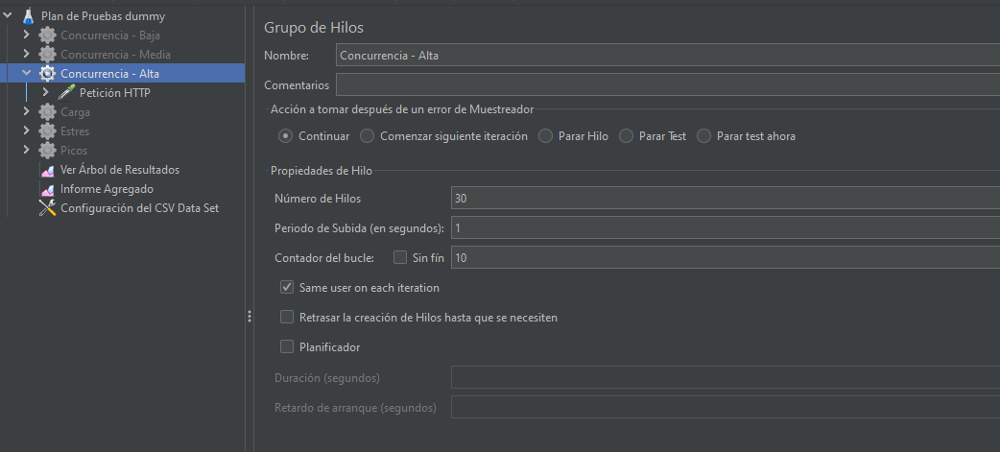 Plan de Pruebas dummy
Concurrencia - Baja
Concurrencia - Media
Concurrencia - Alta
Petición HTTP
Carga
Estres
Picos
Ver Árbol de Resultados
Informe Agregado
Configuración del CSV Data Set
Grupo de Hilos
Nombre: Concurrencia - Alta
Comentarios
Acción a tomar después de un error de Muestreador
Continuar Comenzar siguiente iteración Parar Hilo Parar Test Parar test ahora
Propiedades de Hilo
Número de Hilos 30
Periodo de Subida (en segundos): 1
Contador del bucle: Sin fín 10
Same user on each iteration
Retrasar la creación de Hilos hasta que se necesiten
Planificador
Duración (segundos)
Retardo de arranque (segundos)